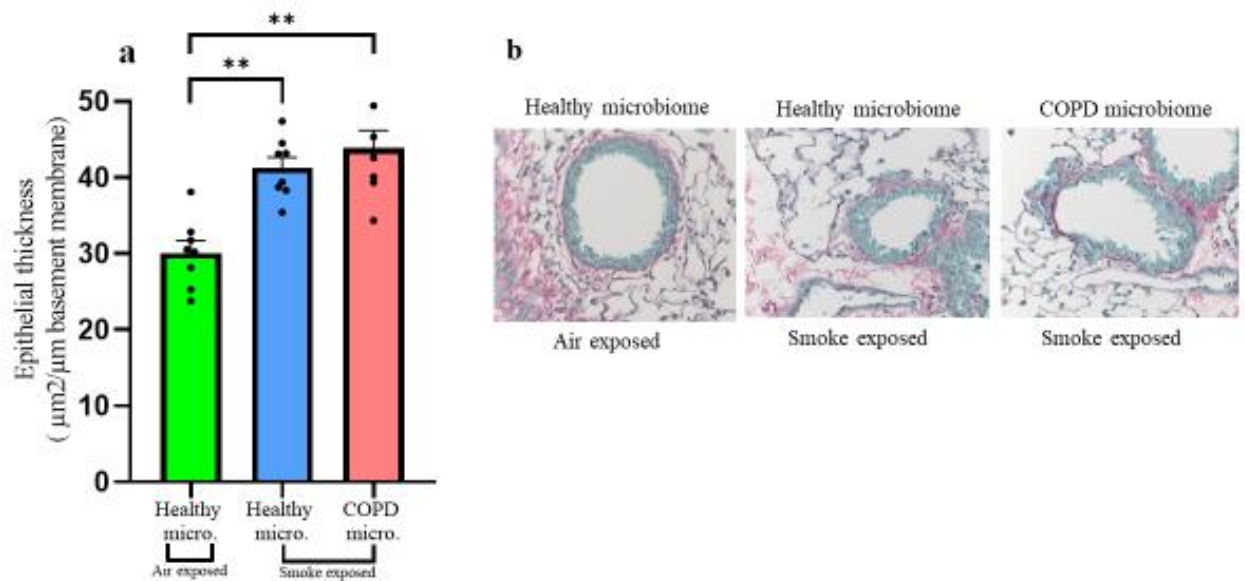 a
**
**
50
40
30
20
10
0
Epithelial thickness
( μm2/μm basement membrane)
Healthy
micro.
Healthy
micro.
COPD
micro.
Air exposed
Smoke exposed
b
Healthy microbiome
Healthy microbiome
COPD microbiome
Air exposed
Smoke exposed
Smoke exposed